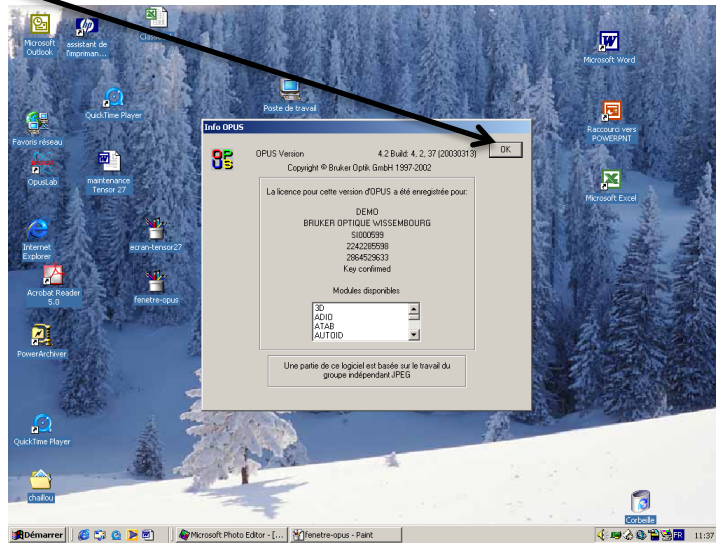 Microsoft
Outlook
assistant de
l'impriman...
QuickTime Player
Poste de travail
Microsoft Word
Favoris réseau
Raccourci vers
POWERPNT
OpusLab
maintenance
Tensor 27
Microsoft Excel
Internet
Explorer
ecran-tensor27
Acrobat Reader
5.0
fenetre-opus
PowerArchiver
QuickTime Player
chaillou
Corbeille
Info OPUS
OPUS Version 4.2 Build: 4, 2, 37 (20030313)
OK
Copyright © Bruker Optik GmbH 1997-2002
La licence pour cette version d'OPUS a été enregistrée pour:
DEMO
BRUKER OPTIQUE WISSEMBOURG
SI000599
2242285598
2864529633
Key confirmed
Modules disponibles
3D
ADIO
ATAB
AUTOID
Une partie de ce logiciel est basée sur le travail du
groupe indépendant JPEG
Démarrer
Microsoft Photo Editor - [...
fenetre-opus - Paint
FR
11:37